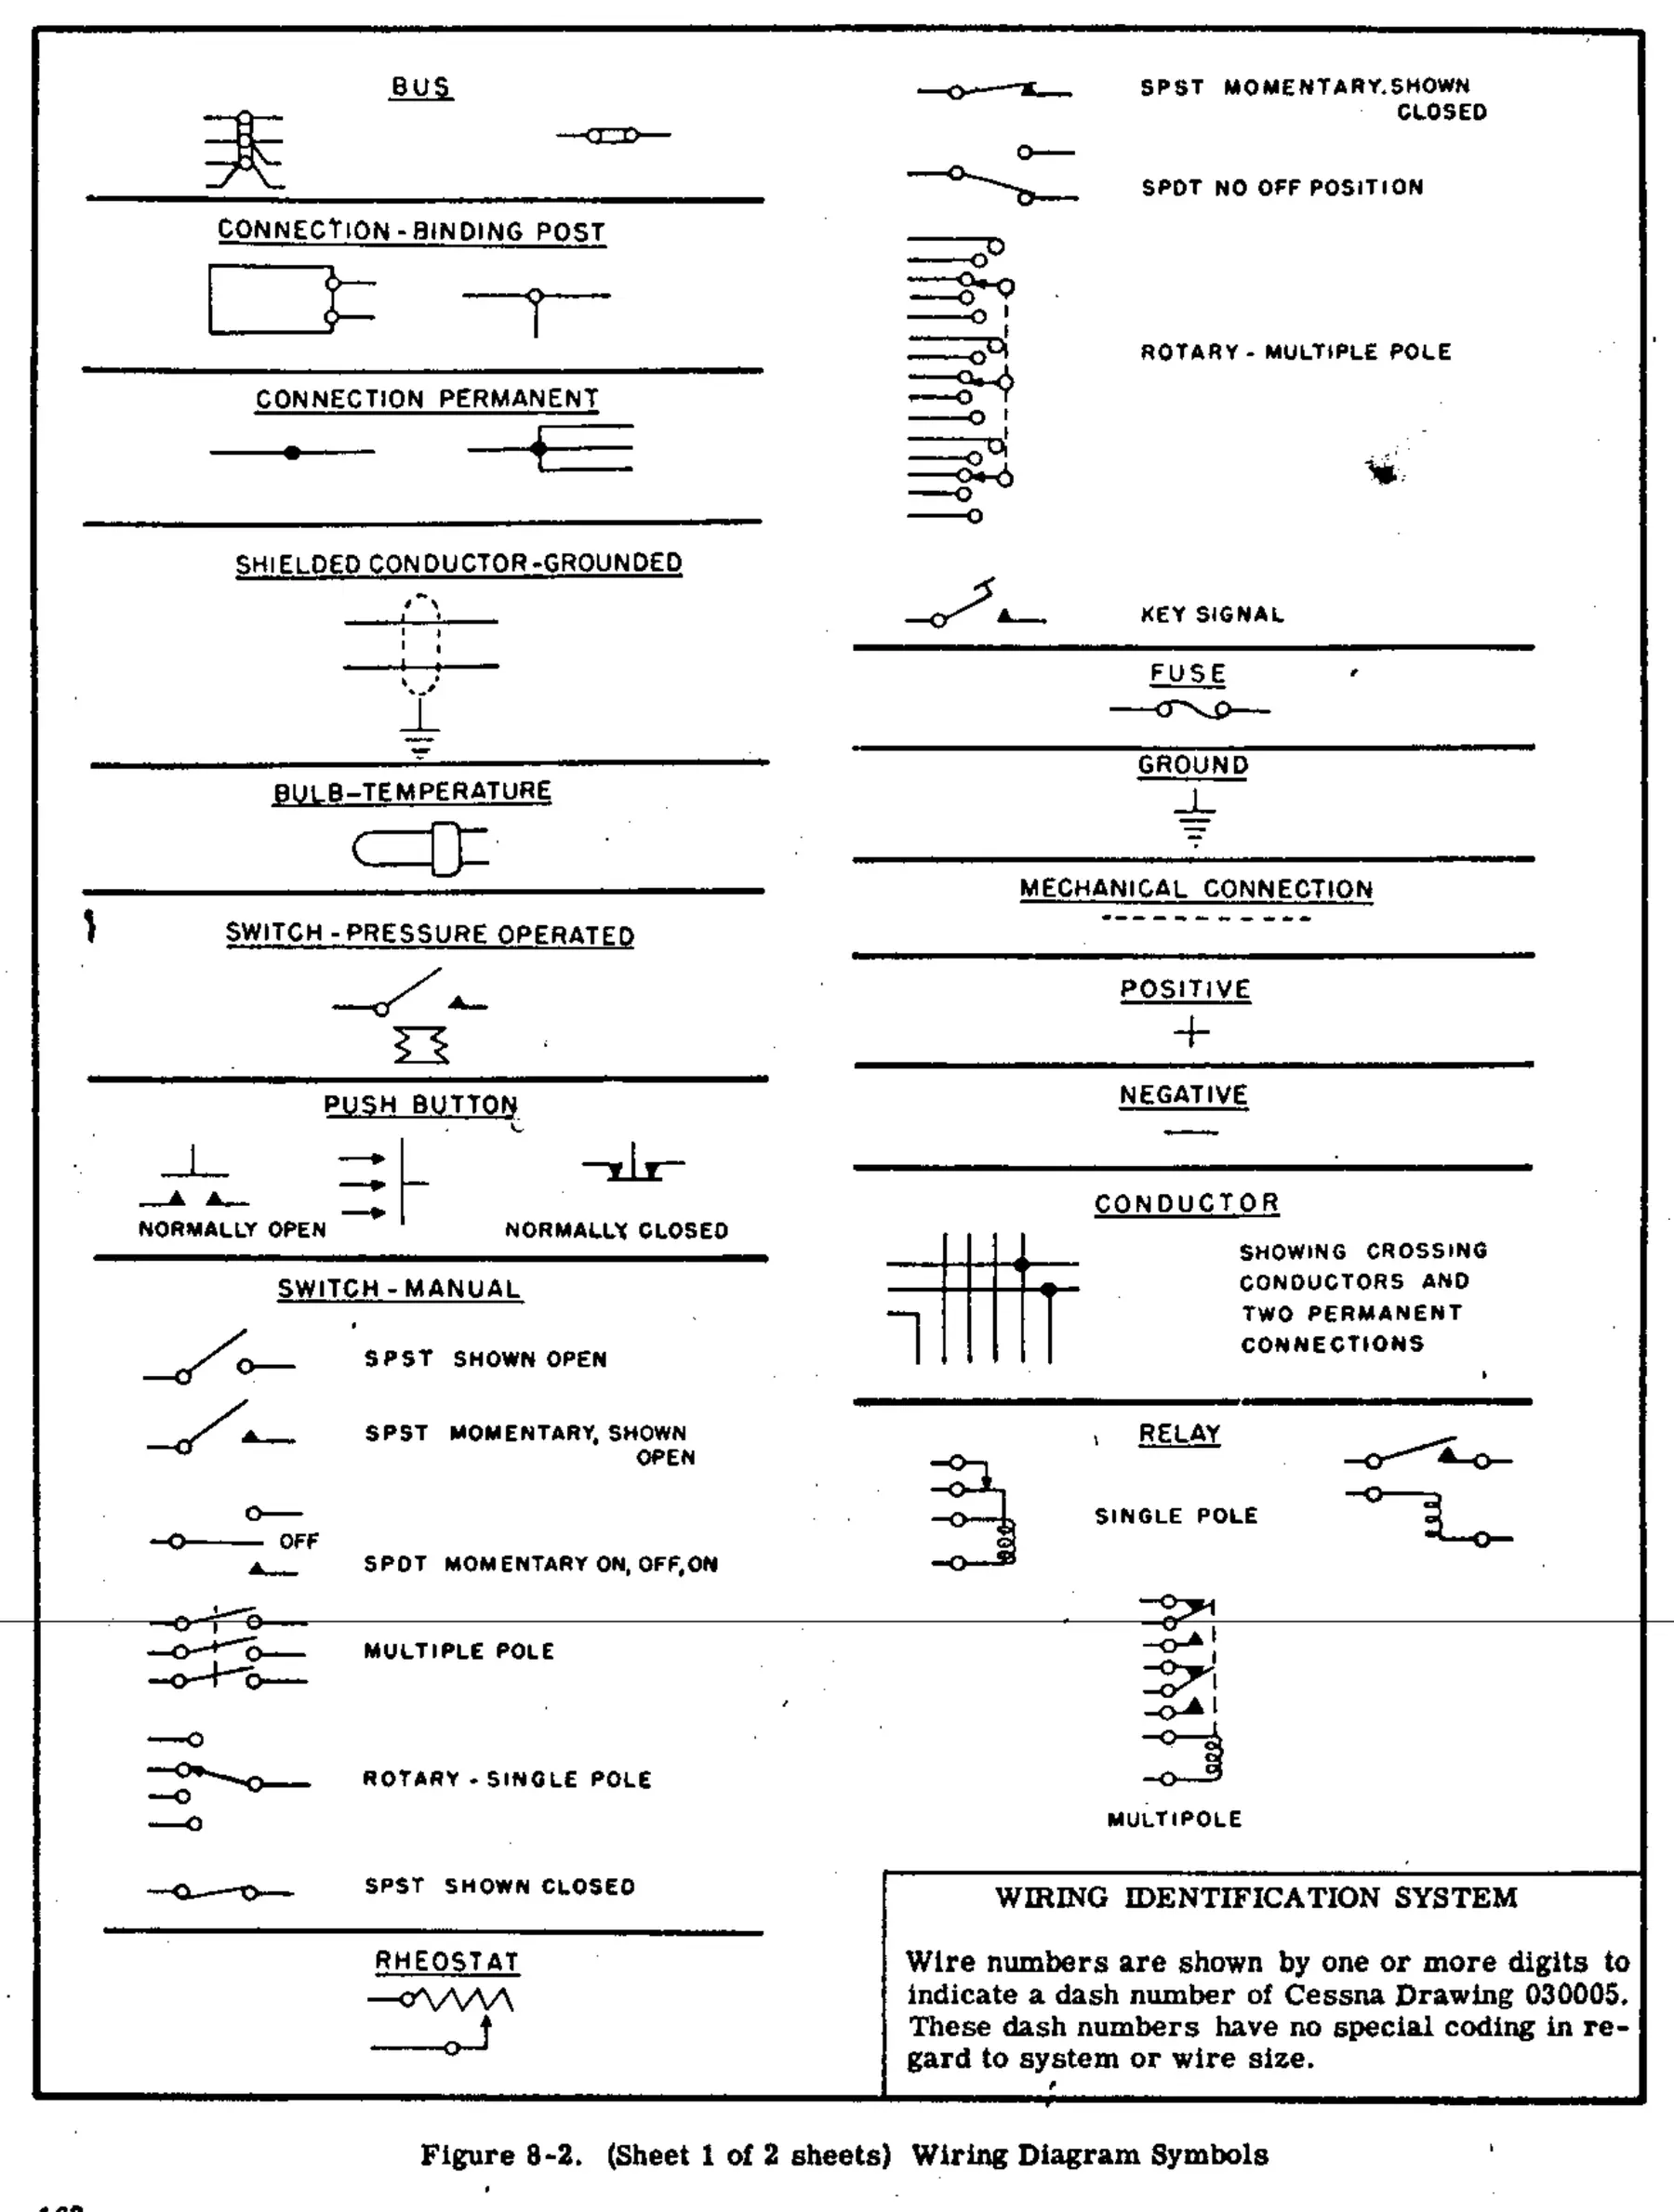 BUS
CONNECTION - BINDING POST
CONNECTION PERMANENT
SHIELDED CONDUCTOR-GROUNDED
BULB-TEMPERATURE
SWITCH - PRESSURE OPERATED
PUSH BUTTON
NORMALLY OPEN
NORMALLY CLOSED
SWITCH - MANUAL
SPST SHOWN OPEN
SPST MOMENTARY, SHOWN
OPEN
OFF
SPDT MOMENTARY ON, OFF, ON
MULTIPLE POLE
ROTARY - SINGLE POLE
SPST SHOWN CLOSED
RHEOSTAT
SPST MOMENTARY. SHOWN
CLOSED
SPDT NO OFF POSITION
ROTARY - MULTIPLE POLE
KEY SIGNAL
FUSE
GROUND
MECHANICAL CONNECTION
POSITIVE
+
NEGATIVE
—
CONDUCTOR
SHOWING CROSSING
CONDUCTORS AND
TWO PERMANENT
CONNECTIONS
RELAY
SINGLE POLE
MULTIPOLE
WIRING IDENTIFICATION SYSTEM
Wire numbers are shown by one or more digits to
indicate a dash number of Cessna Drawing 030005.
These dash numbers have no special coding in re-
gard to system or wire size.
Figure 8-2. (Sheet 1 of 2 sheets) Wiring Diagram Symbols